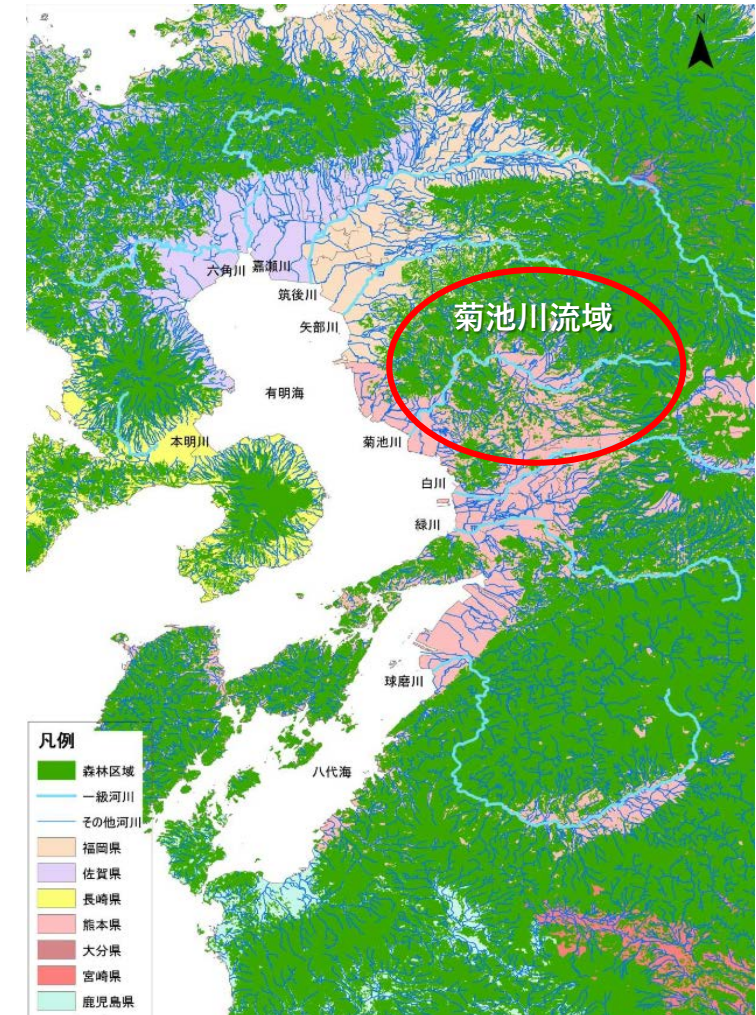 N
六角川
嘉瀬川
筑後川
矢部川
菊池川流域
有明海
本明川
菊池川
白川
緑川
球磨川
八代海
凡例
森林区域
一級河川
その他河川
福岡県
佐賀県
長崎県
熊本県
大分県
宮崎県
鹿児島県